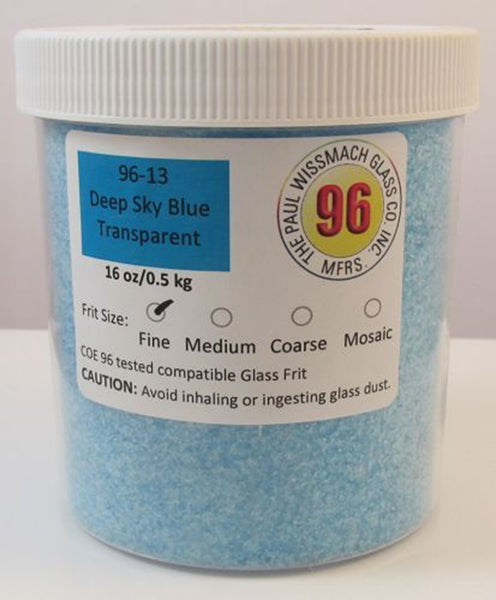 96-13
Deep Sky Blue
Transparent
16 oz/0.5 kg
THE PAUL WISSMACH GLASS CO. INC.
96
MFRS.
Frit Size:
Fine Medium Coarse Mosaic
COE 96 tested compatible Glass Frit
CAUTION: Avoid inhaling or ingesting glass dust.